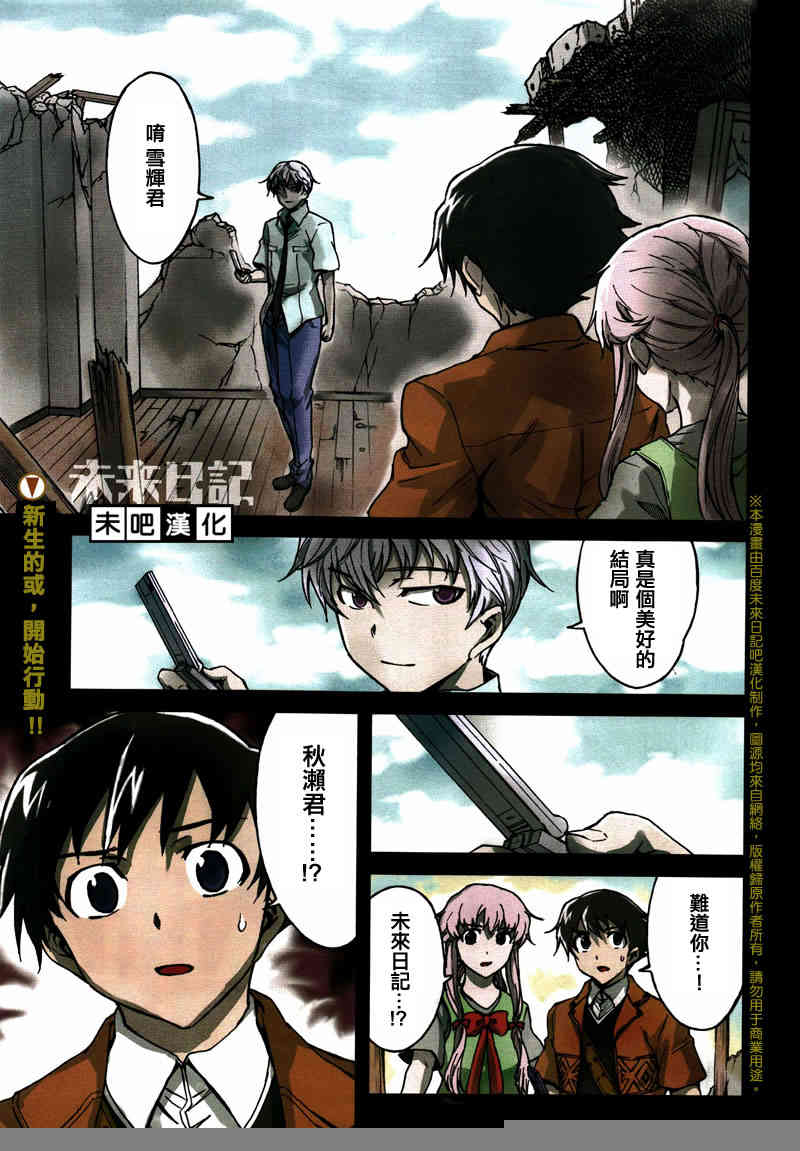 唷 雪輝君
未來日記
未吧漢化
新生的或，開始行動!!
真是個美好的
結局啊
秋瀨君……!?
難道你…!
未來日記…!?
※本漫畫由百度未來日記吧漢化制作，圖源均來自網絡，版權歸原作者所有，請勿用于商業用途。